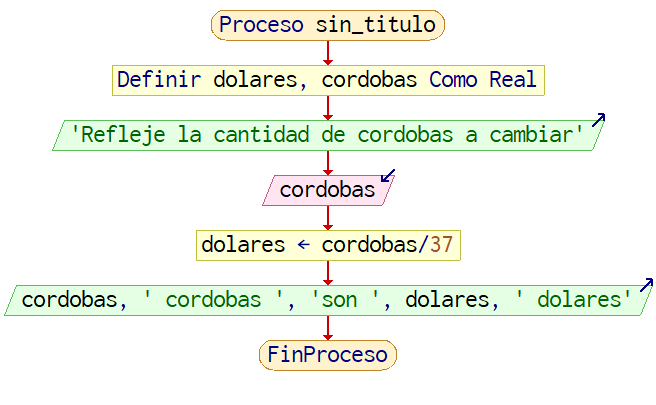 Proceso sin_titulo
Definir dolares, cordobas Como Real
'Refleje la cantidad de cordobas a cambiar'
cordobas
dolares ← cordobas/37
cordobas, ' cordobas ', 'son ', dolares, ' dolares'
FinProceso